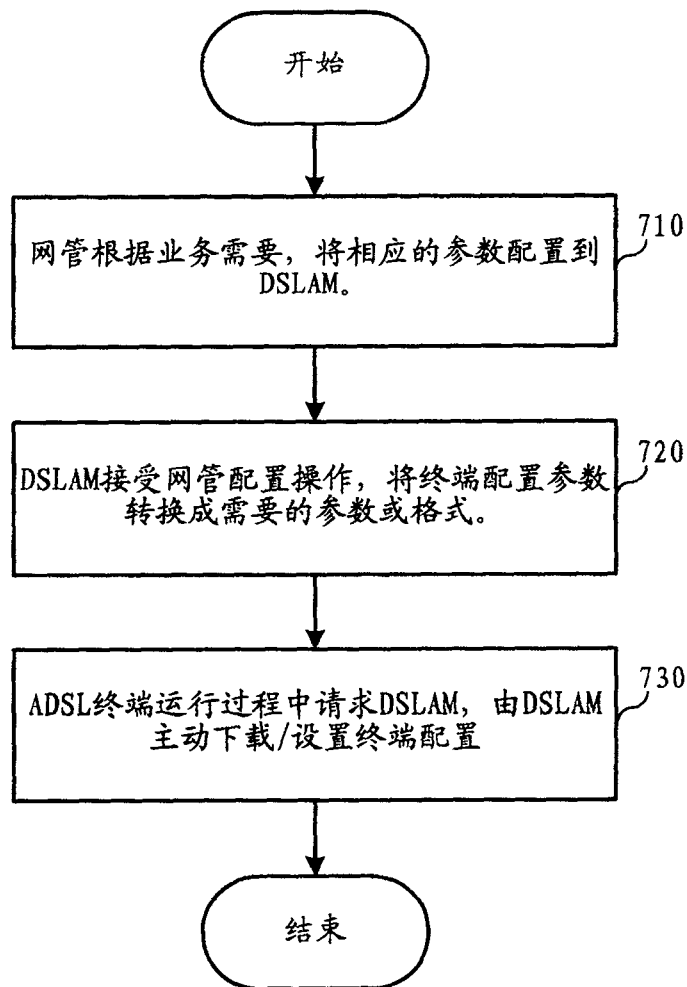 开始
网管根据业务需要，将相应的参数配置到
DSLAM。
710
DSLAM接受网管配置操作，将终端配置参数
转换成需要的参数或格式。
720
ADSL终端运行过程中请求DSLAM，由DSLAM
主动下载/设置终端配置
730
结束